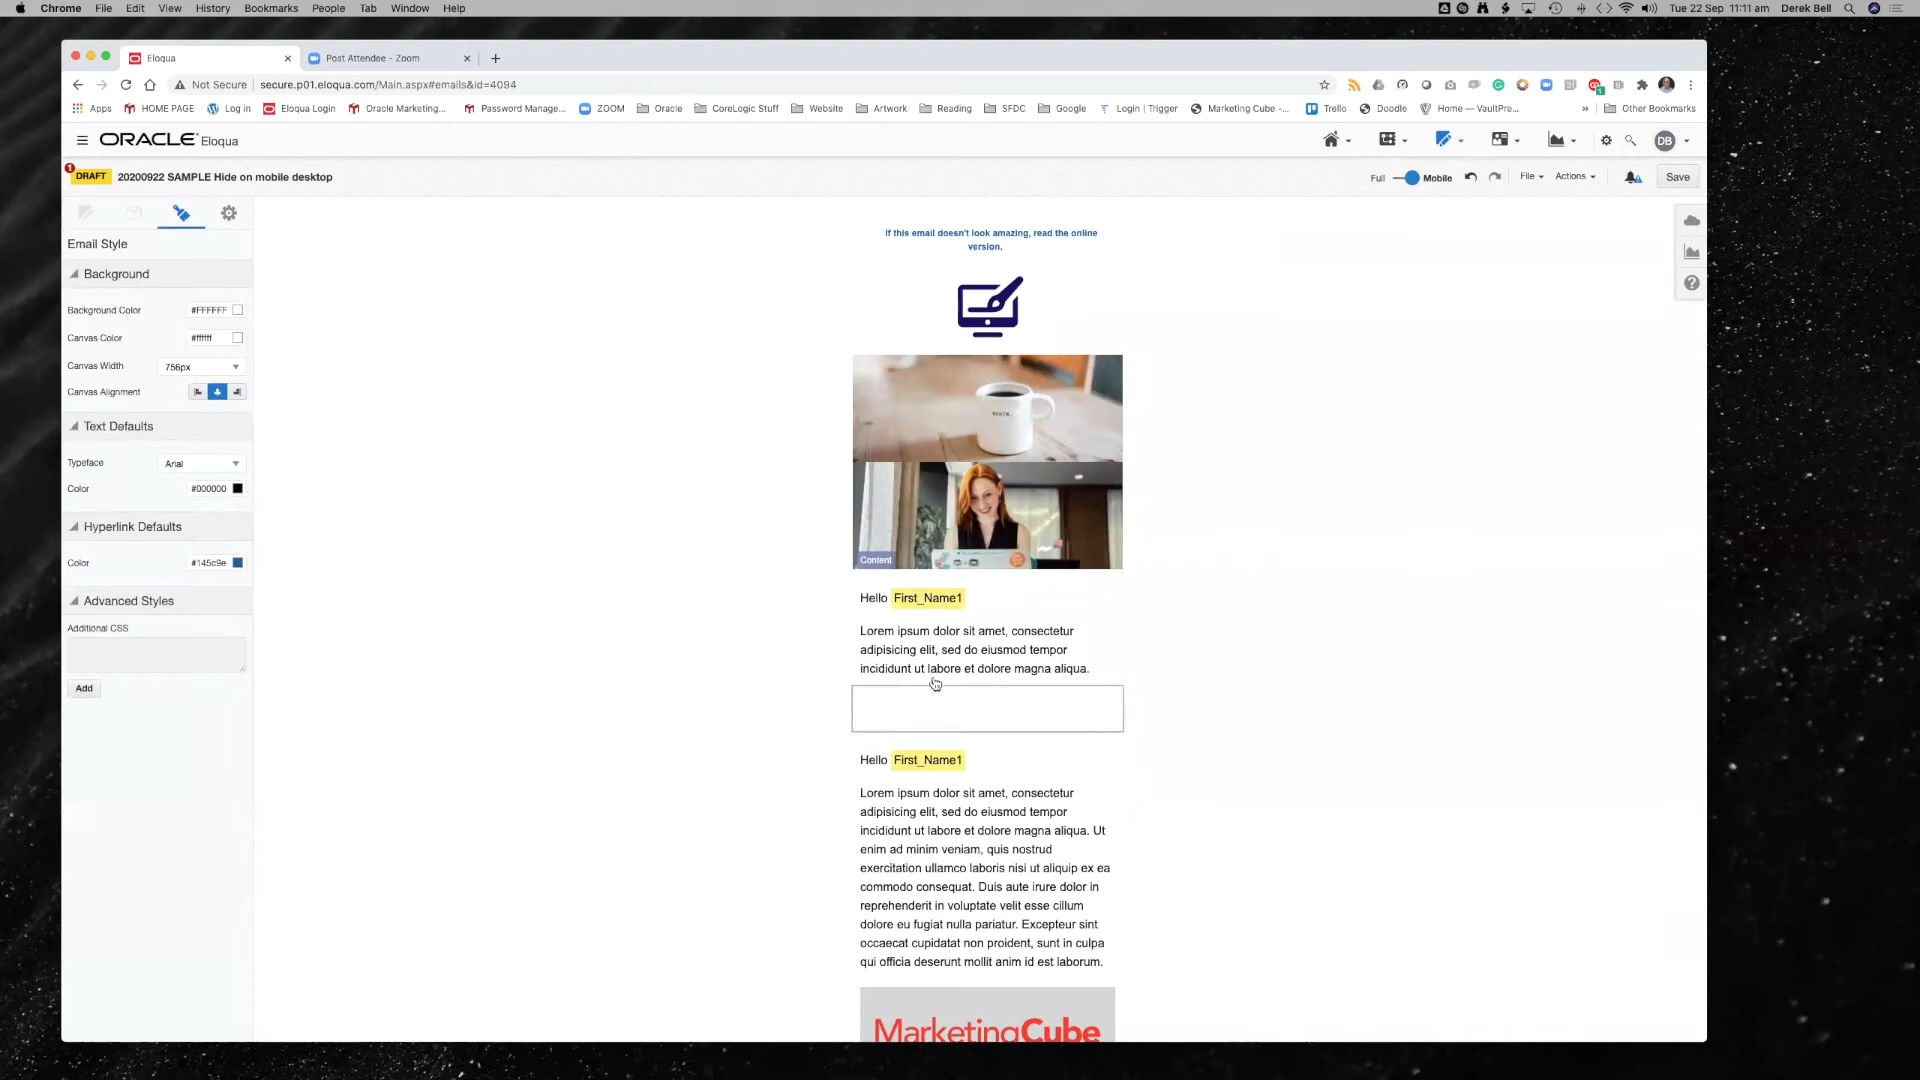 Chrome File Edit View History Bookmarks People Tab Window Help Tue 22 Sep 11:11 am Derek Bell
Eloqua Post Attendee - Zoom
Not Secure secure.p01.eloqua.com/Main.aspx#emails&id=4094
Apps HOME PAGE Log in Eloqua Login Oracle Marketing... Password Manage... ZOOM Oracle CoreLogic Stuff Website Artwork Reading SFDC Google Login | Trigger Marketing Cube -... Trello Doodle Home — VaultPre... » Other Bookmarks
ORACLE Eloqua DB
1
DRAFT 20200922 SAMPLE Hide on mobile desktop Full Mobile File Actions Save
Email Style
Background
Background Color #FFFFFF
Canvas Color #ffffff
Canvas Width 756px
Canvas Alignment
Text Defaults
Typeface Arial
Color #000000
Hyperlink Defaults
Color #145c9e
Advanced Styles
Additional CSS
Add
If this email doesn't look amazing, read the online
version.
BEGIN.
Content
Hello First_Name1
Lorem ipsum dolor sit amet, consectetur
adipisicing elit, sed do eiusmod tempor
incididunt ut labore et dolore magna aliqua.
Hello First_Name1
Lorem ipsum dolor sit amet, consectetur
adipisicing elit, sed do eiusmod tempor
incididunt ut labore et dolore magna aliqua. Ut
enim ad minim veniam, quis nostrud
exercitation ullamco laboris nisi ut aliquip ex ea
commodo consequat. Duis aute irure dolor in
reprehenderit in voluptate velit esse cillum
dolore eu fugiat nulla pariatur. Excepteur sint
occaecat cupidatat non proident, sunt in culpa
qui officia deserunt mollit anim id est laborum.
MarketingCube